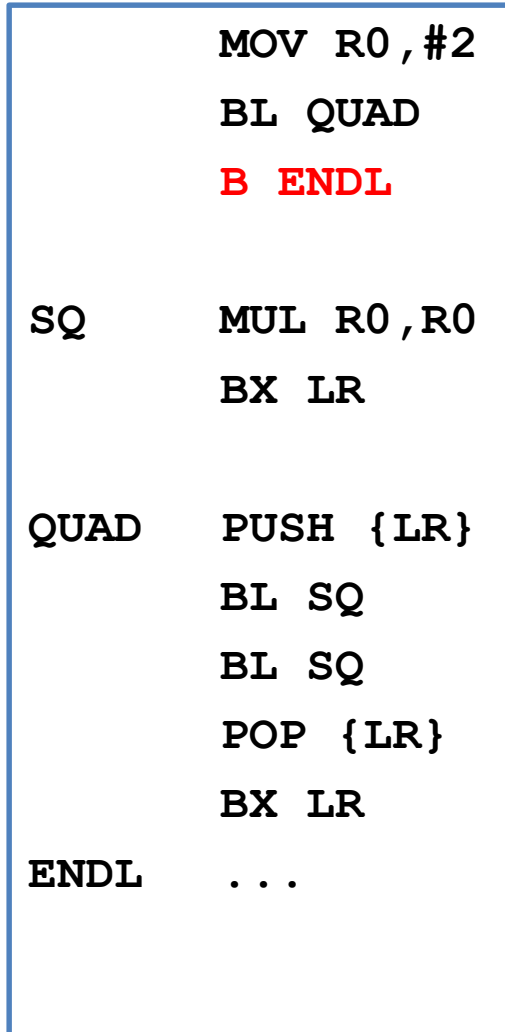 MOV R0,#2
BL QUAD
B ENDL
SQ MUL R0,R0
BX LR
QUAD PUSH {LR}
BL SQ
BL SQ
POP {LR}
BX LR
ENDL ...